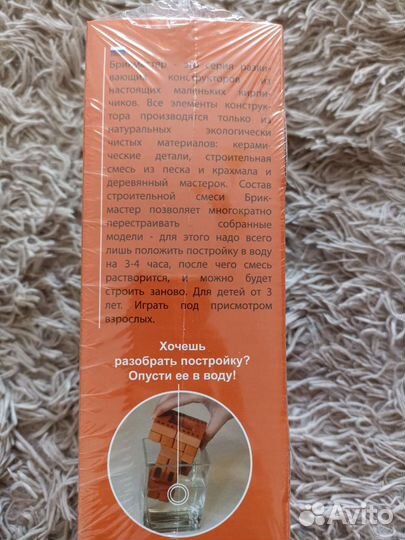 Брикмастер - это серия разви-
вающих конструкторов из
настоящих маленьких кирпи-
чиков. Все элементы конструк-
тора производятся только из
натуральных экологически
чистых материалов: керами-
ческие детали, строительная
смесь из песка и крахмала и
деревянный мастерок. Состав
строительной смеси Брик-
мастер позволяет многократно
перестраивать собранные
модели - для этого надо всего
лишь положить постройку в воду
на 3-4 часа, после чего смесь
растворится, и можно будет
строить заново. Для детей от 3
лет. Играть под присмотром
взрослых.
Хочешь
разобрать постройку?
Опусти ее в воду!
Avito